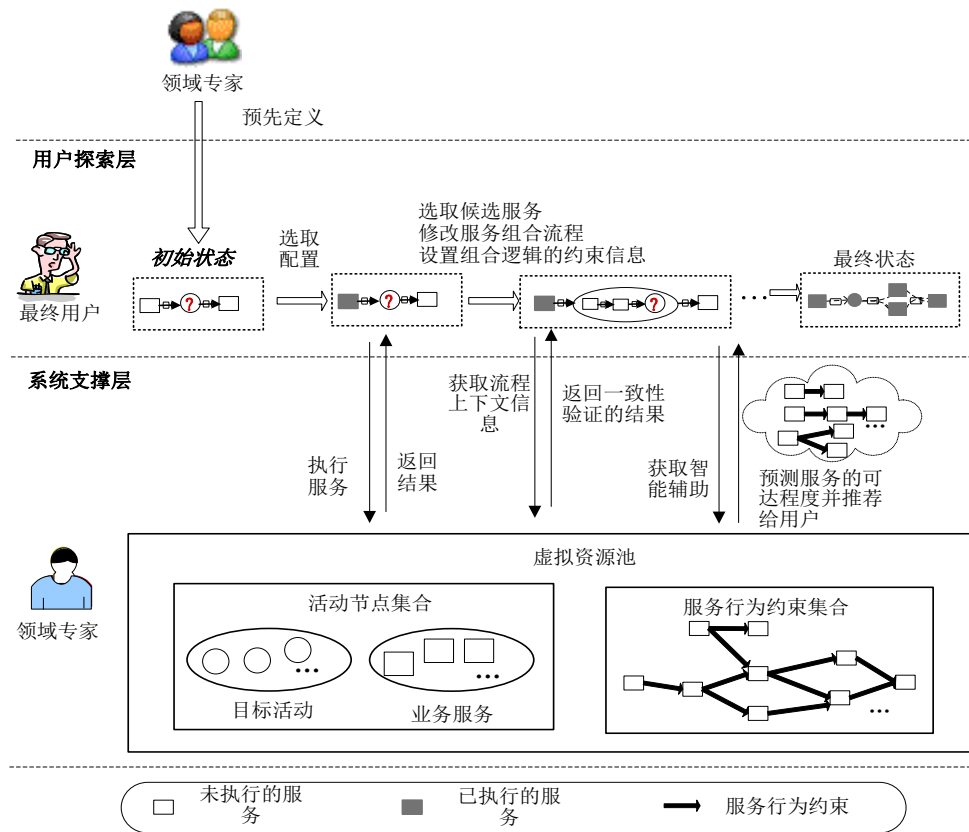 领域专家
预先定义
用户探索层
选取候选服务
修改服务组合流程
设置组合逻辑的约束信息
初始状态
选取
配置
最终状态
?
?
?
...
最终用户
系统支撑层
获取流程
上下文信
息
返回一致性
验证的结果
...
执行
服务
返回
结果
获取智
能辅助
预测服务的可
达程度并推荐
给用户
虚拟资源池
领域专家
活动节点集合
...
目标活动
...
业务服务
服务行为约束集合
...
未执行的服
务
已执行的服
务
服务行为约束